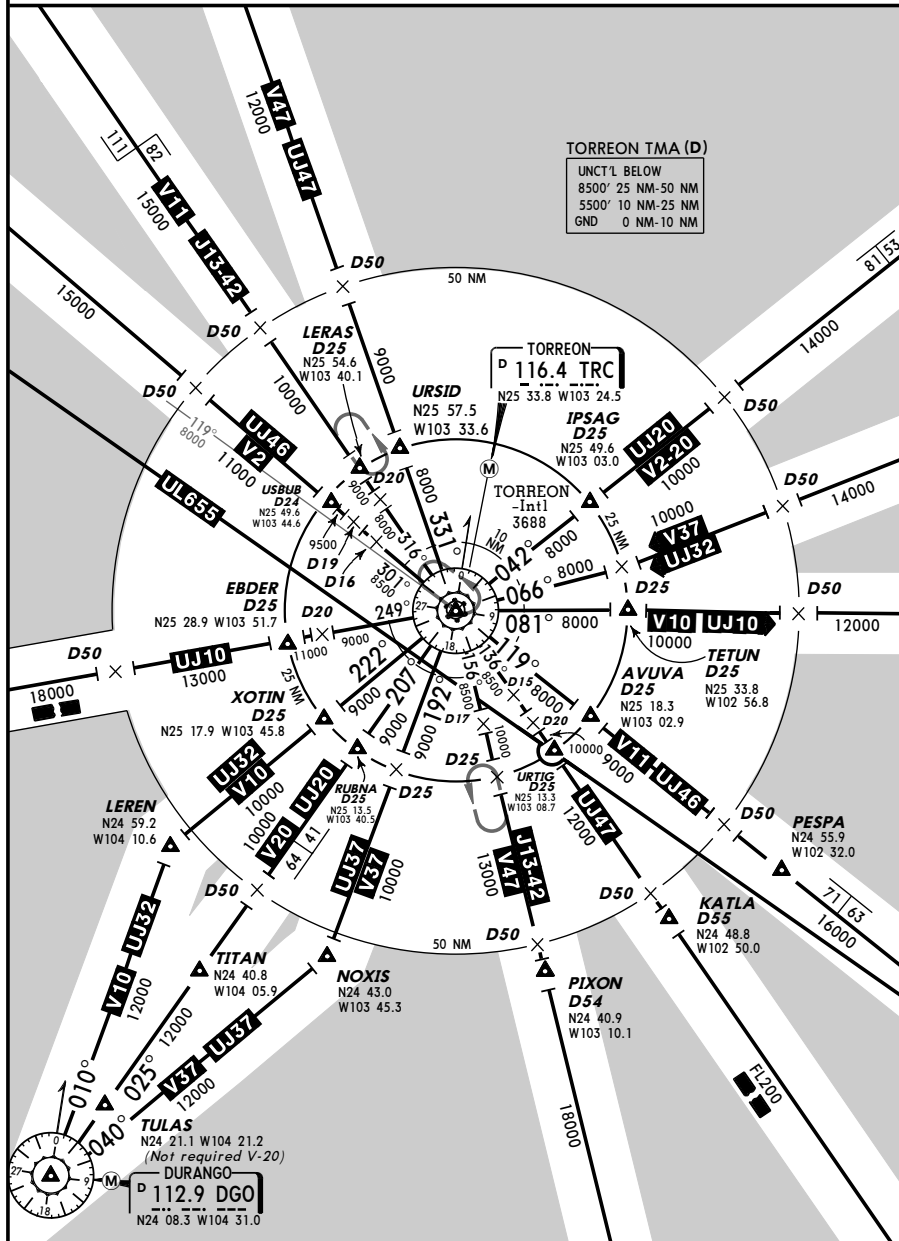 V47
12000
UJ47
111
82
V11
15000
J13-42
TORREON TMA (D)
UNCT'L BELOW
8500' 25 NM-50 NM
5500' 10 NM-25 NM
GND 0 NM-10 NM
81
53
15000
D50
50 NM
D50
14000
LERAS
D25
N25 54.6
W103 40.1
9000
10000
TORREON
D 116.4 TRC
N25 33.8 W103 24.5
URSID
N25 57.5
W103 33.6
IPSAG
D25
N25 49.6
W103 03.0
UJ20
V2-20
10000
D50
D50
119°
8000
UJ46
V2
11000
UL655
USBUB
D24
N25 49.6
W103 44.6
D20
9000
8000
8000
M
TORREON
-Intl
3688
10
NM
25 NM
D50
14000
10000
V37
UJ32
9500
D19
D16
316°
331°
301°
8500
042°
8000
066°
8000
EBDER
D25
N25 28.9 W103 51.7
D20
249°
9000
11000
0
9
18
27
081°
8000
D25
V10
UJ10
10000
D50
12000
TETUN
D25
N25 33.8
W102 56.8
D50
UJ10
13000
18000
25 NM
222°
9000
207°
9000
192°
9000
156°
8500
136°
8500
119°
8000
D15
D17
10000
D20
10000
XOTIN
D25
N25 17.9 W103 45.8
AVUVA
D25
N25 18.3
W103 02.9
UJ32
V10
10000
RUBNA
D25
N25 13.5
W103 40.5
D25
D25
URTIG
D25
N25 13.3
W103 08.7
V11-UJ46
9000
LEREN
N24 59.2
W104 10.6
V20
UJ20
10000
64
41
UJ37
V37
10000
V47
J13-42
13000
UJ47
12000
D50
PESPA
N24 55.9
W102 32.0
71
63
16000
D50
D50
D50
50 NM
KATLA
D55
N24 48.8
W102 50.0
V10
UJ32
12000
TITAN
N24 40.8
W104 05.9
NOXIS
N24 43.0
W103 45.3
PIXON
D54
N24 40.9
W103 10.1
010°
025°
12000
040°
V37
UJ37
12000
18000
FL200
TULAS
N24 21.1 W104 21.2
(Not required V-20)
0
9
18
27
M
DURANGO
D 112.9 DGO
N24 08.3 W104 31.0